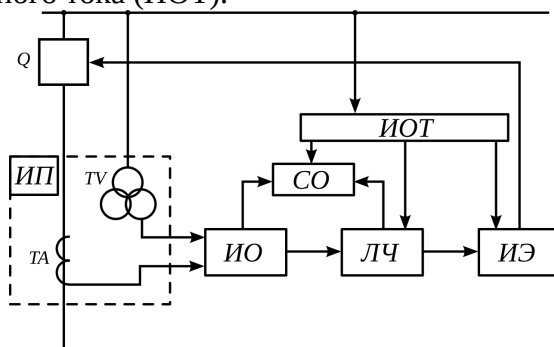 ного тока (ИОТ).
Q
ИОТ
ИП
TV
СО
TA
ИО
ЛЧ
ИЭ